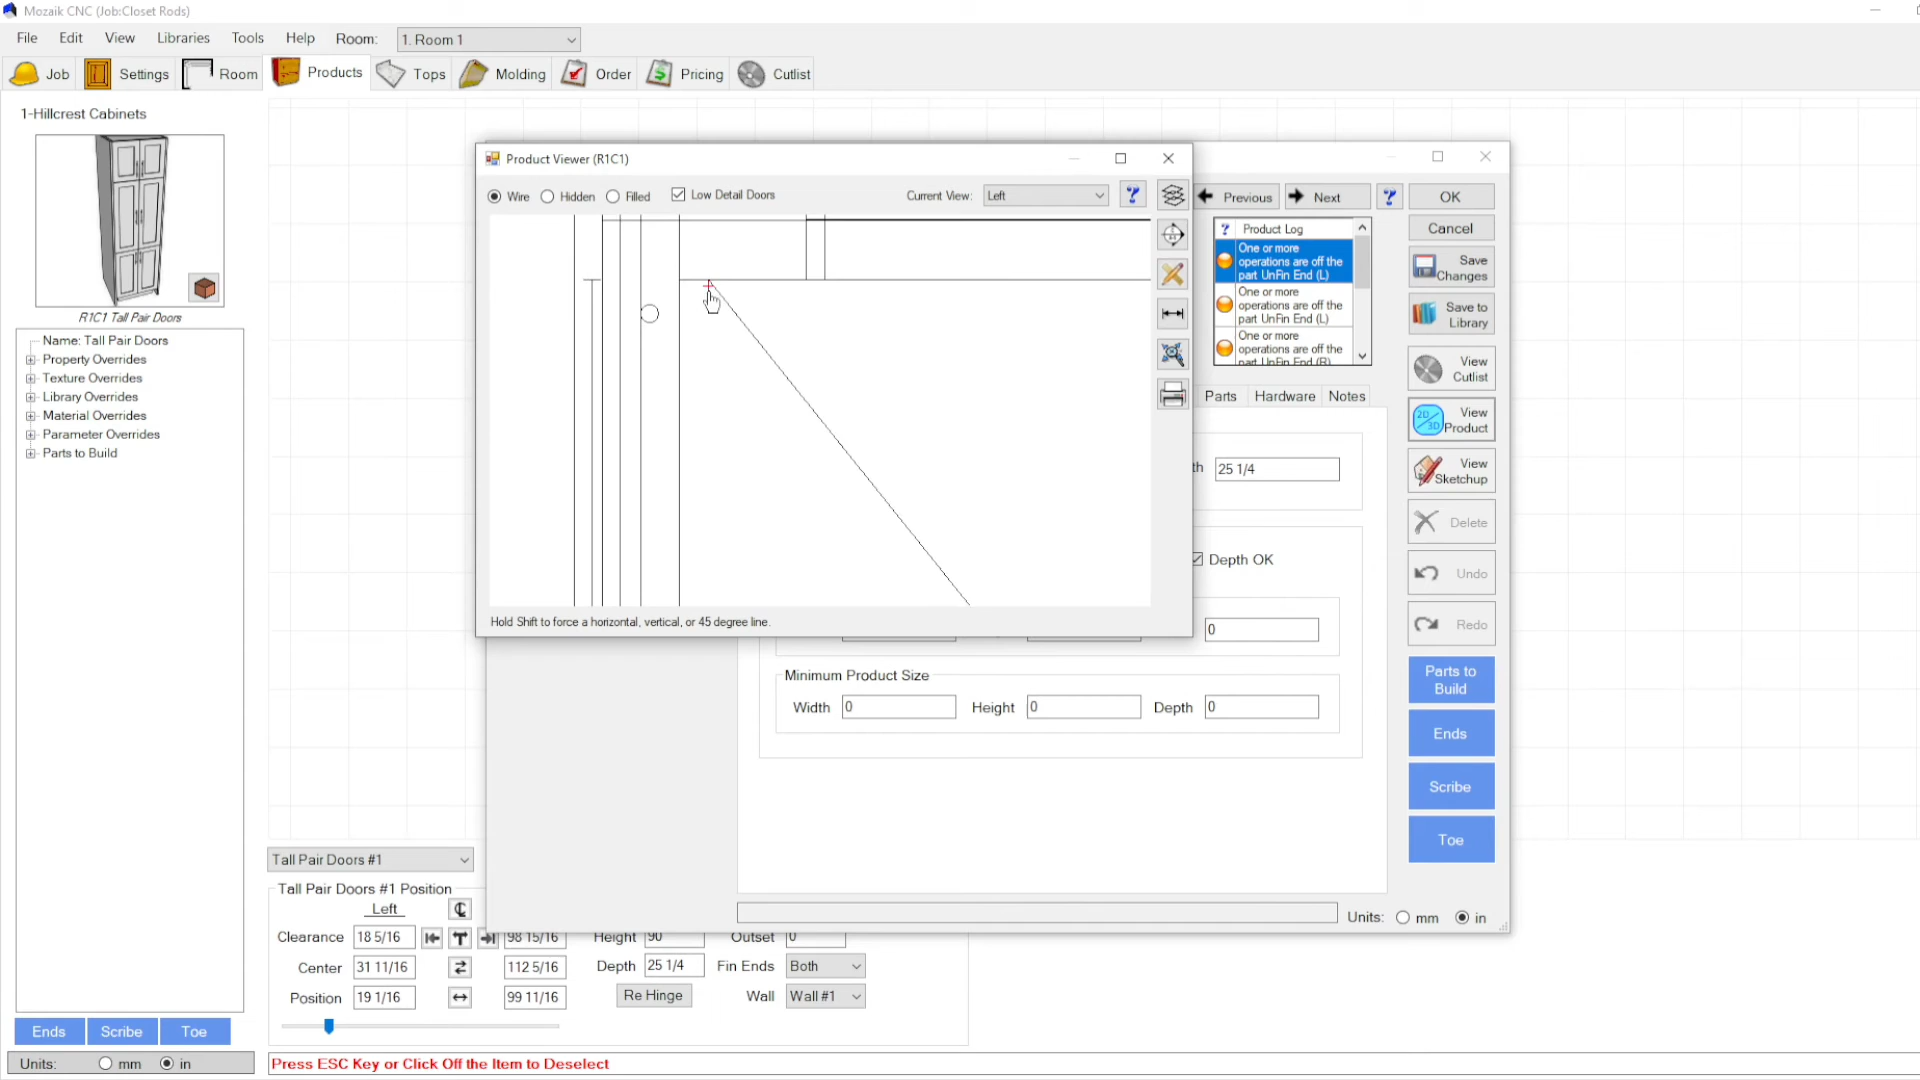 Mozaik CNC (Job:Closet Rods)
File Edit View Libraries Tools Help Room: 1. Room 1
Job Settings Room Products Tops Molding Order Pricing Cutlist
1-Hillcrest Cabinets
R1C1 Tall Pair Doors
Name: Tall Pair Doors
Property Overrides
Texture Overrides
Library Overrides
Material Overrides
Parameter Overrides
Parts to Build
Ends Scribe Toe
Units: mm in
Product Viewer (R1C1)
Wire Hidden Filled Low Detail Doors Current View: Left
Hold Shift to force a horizontal, vertical, or 45 degree line.
Previous Next OK
Product Log
One or more
operations are off the
part UnFin End (L)
One or more
operations are off the
part UnFin End (L)
One or more
operations are off the
part UnFin End (R)
Cancel
Save
Changes
Save to
Library
View
Cutlist
2D/3D View
Product
View
Sketchup
Delete
Undo
Redo
Parts to
Build
Ends
Scribe
Toe
Parts Hardware Notes
th 25 1/4
Depth OK
0
Minimum Product Size
Width 0 Height 0 Depth 0
Units: mm in
Tall Pair Doors #1
Tall Pair Doors #1 Position
Left
Clearance 18 5/16 98 15/16 Height 90 Outset 0
Center 31 11/16 112 5/16 Depth 25 1/4 Fin Ends Both
Position 19 1/16 99 11/16 Re Hinge Wall Wall #1
Press ESC Key or Click Off the Item to Deselect